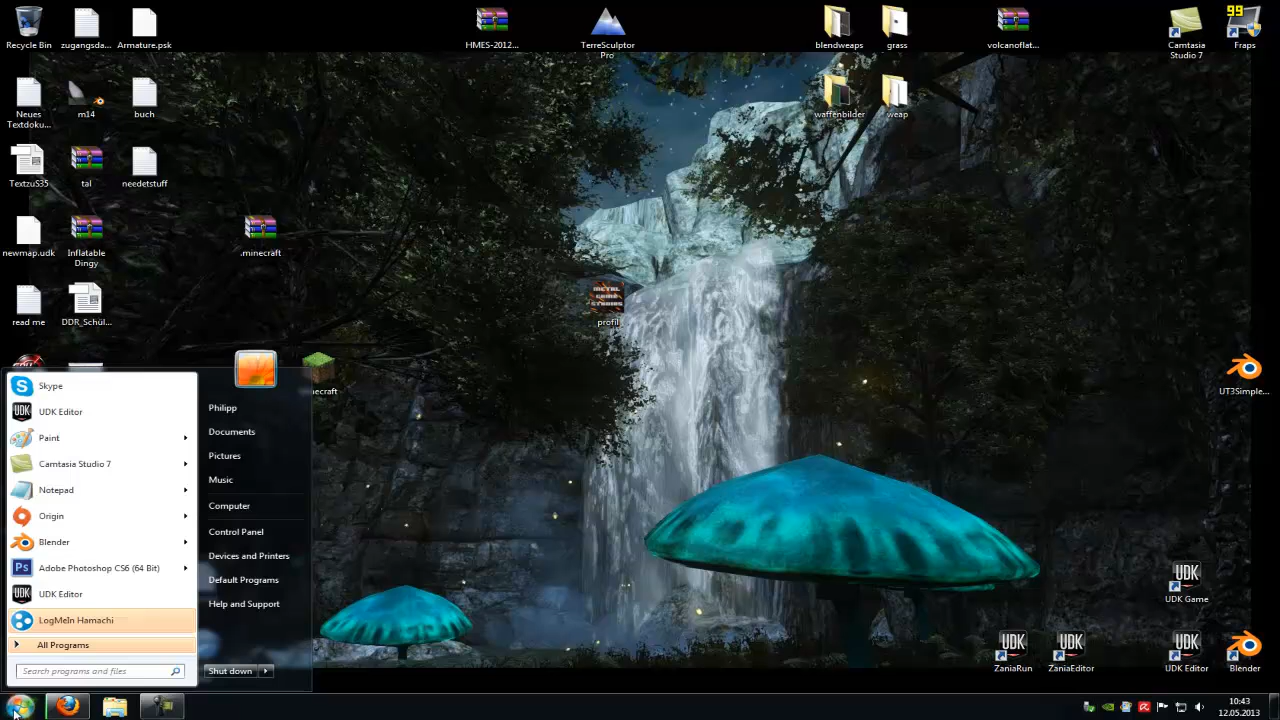 Recycle Bin
zugangsda...
Armature.psk
HMES-2012...
TerreSculptor
Pro
blendweaps
grass
volcanoflat...
Camtasia
Studio 7
99
Fraps
Neues
Textdoku...
m14
buch
waffenbilder
weap
TextzuS35
tal
needetstuff
newmap.udk
Inflatable
Dingy
.minecraft
read me
DDR_Schül...
METAL
GAME
STUDIOS
profil
UT3Simple...
ecraft
Skype
UDK Editor
Paint
Camtasia Studio 7
Notepad
Origin
Blender
Adobe Photoshop CS6 (64 Bit)
UDK Editor
LogMeIn Hamachi
All Programs
Search programs and files
Philipp
Documents
Pictures
Music
Computer
Control Panel
Devices and Printers
Default Programs
Help and Support
Shut down
UDK Game
ZaniaRun
ZaniaEditor
UDK Editor
Blender
10:43
12.05.2013